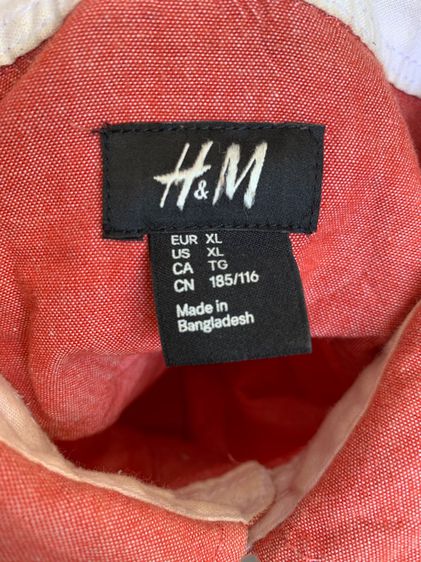 H&M
EUR XL
US XL
CA TG
CN 185/116
Made in
Bangladesh